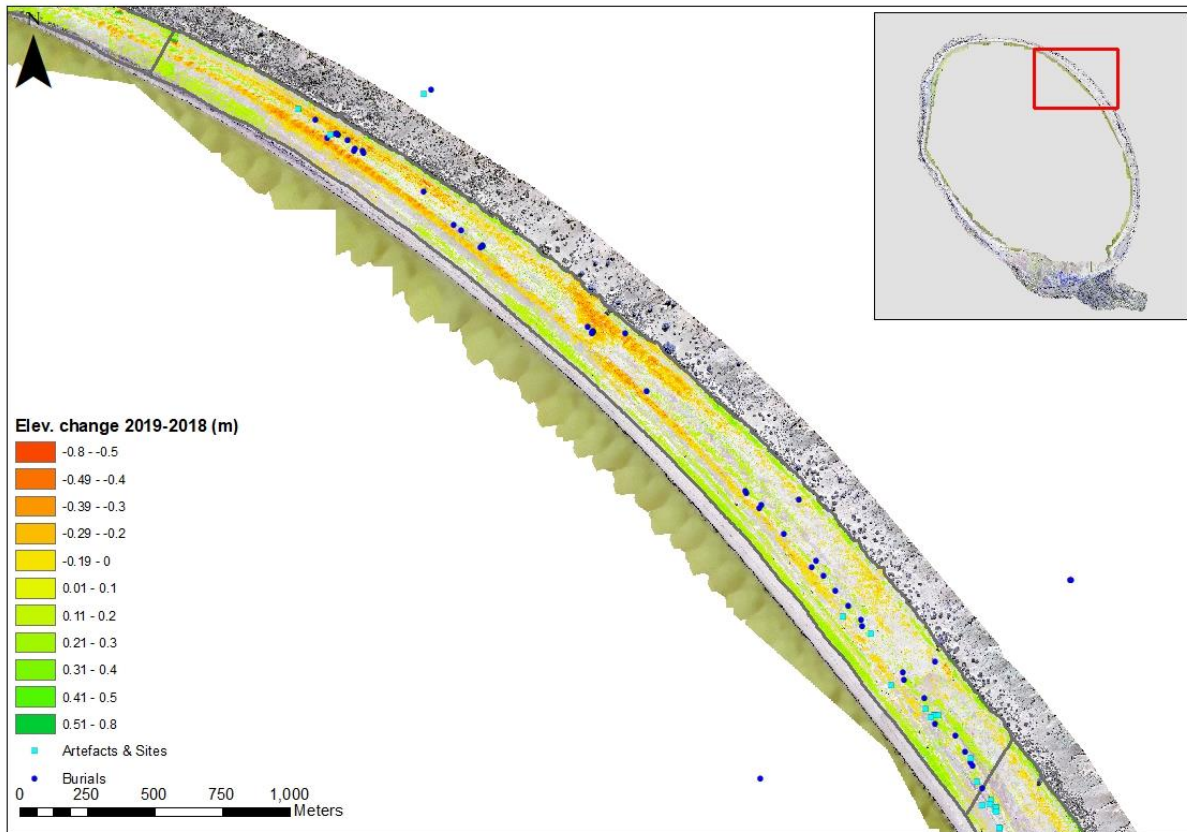 N
Elev. change 2019-2018 (m)
-0.8 - -0.5
-0.49 - -0.4
-0.39 - -0.3
-0.29 - -0.2
-0.19 - 0
0.01 - 0.1
0.11 - 0.2
0.21 - 0.3
0.31 - 0.4
0.41 - 0.5
0.51 - 0.8
Artefacts & Sites
Burials
0 250 500 750 1,000
Meters